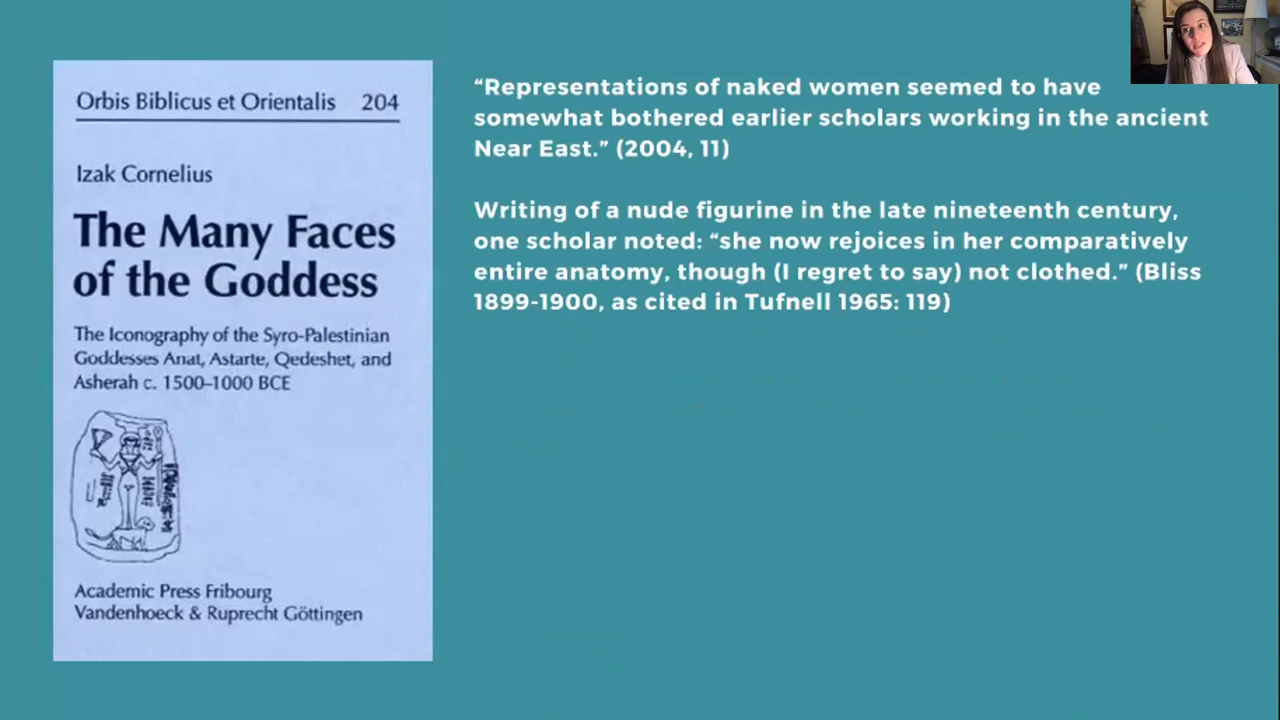 Orbis Biblicus et Orientalis 204
Izak Cornelius
The Many Faces
of the Goddess
The Iconography of the Syro-Palestinian
Goddesses Anat, Astarte, Qedeshet, and
Asherah c. 1500–1000 BCE
Academic Press Fribourg
Vandenhoeck & Ruprecht Göttingen
“Representations of naked women seemed to have
somewhat bothered earlier scholars working in the ancient
Near East.” (2004, 11)
Writing of a nude figurine in the late nineteenth century,
one scholar noted: “she now rejoices in her comparatively
entire anatomy, though (I regret to say) not clothed.” (Bliss
1899-1900, as cited in Tufnell 1965: 119)